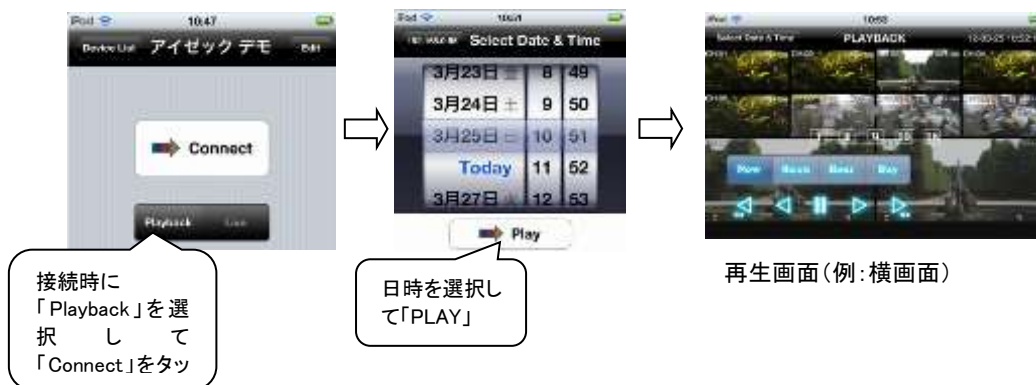 iPod
10:47
Device List
アイゼック デモ
Edit
Connect
Playback
Live
接続時に
「Playback」を選
択して
「Connect」をタッ
iPod
Select Date & Time
3月23日 8 49
3月24日 土 9 50
3月25日 日 10 51
Today 11 52
3月27日 12 53
Play
日時を選択し
て「PLAY」
Select Date & Time
PLAYBACK
Now
Hour
Day
再生画面(例:横画面)